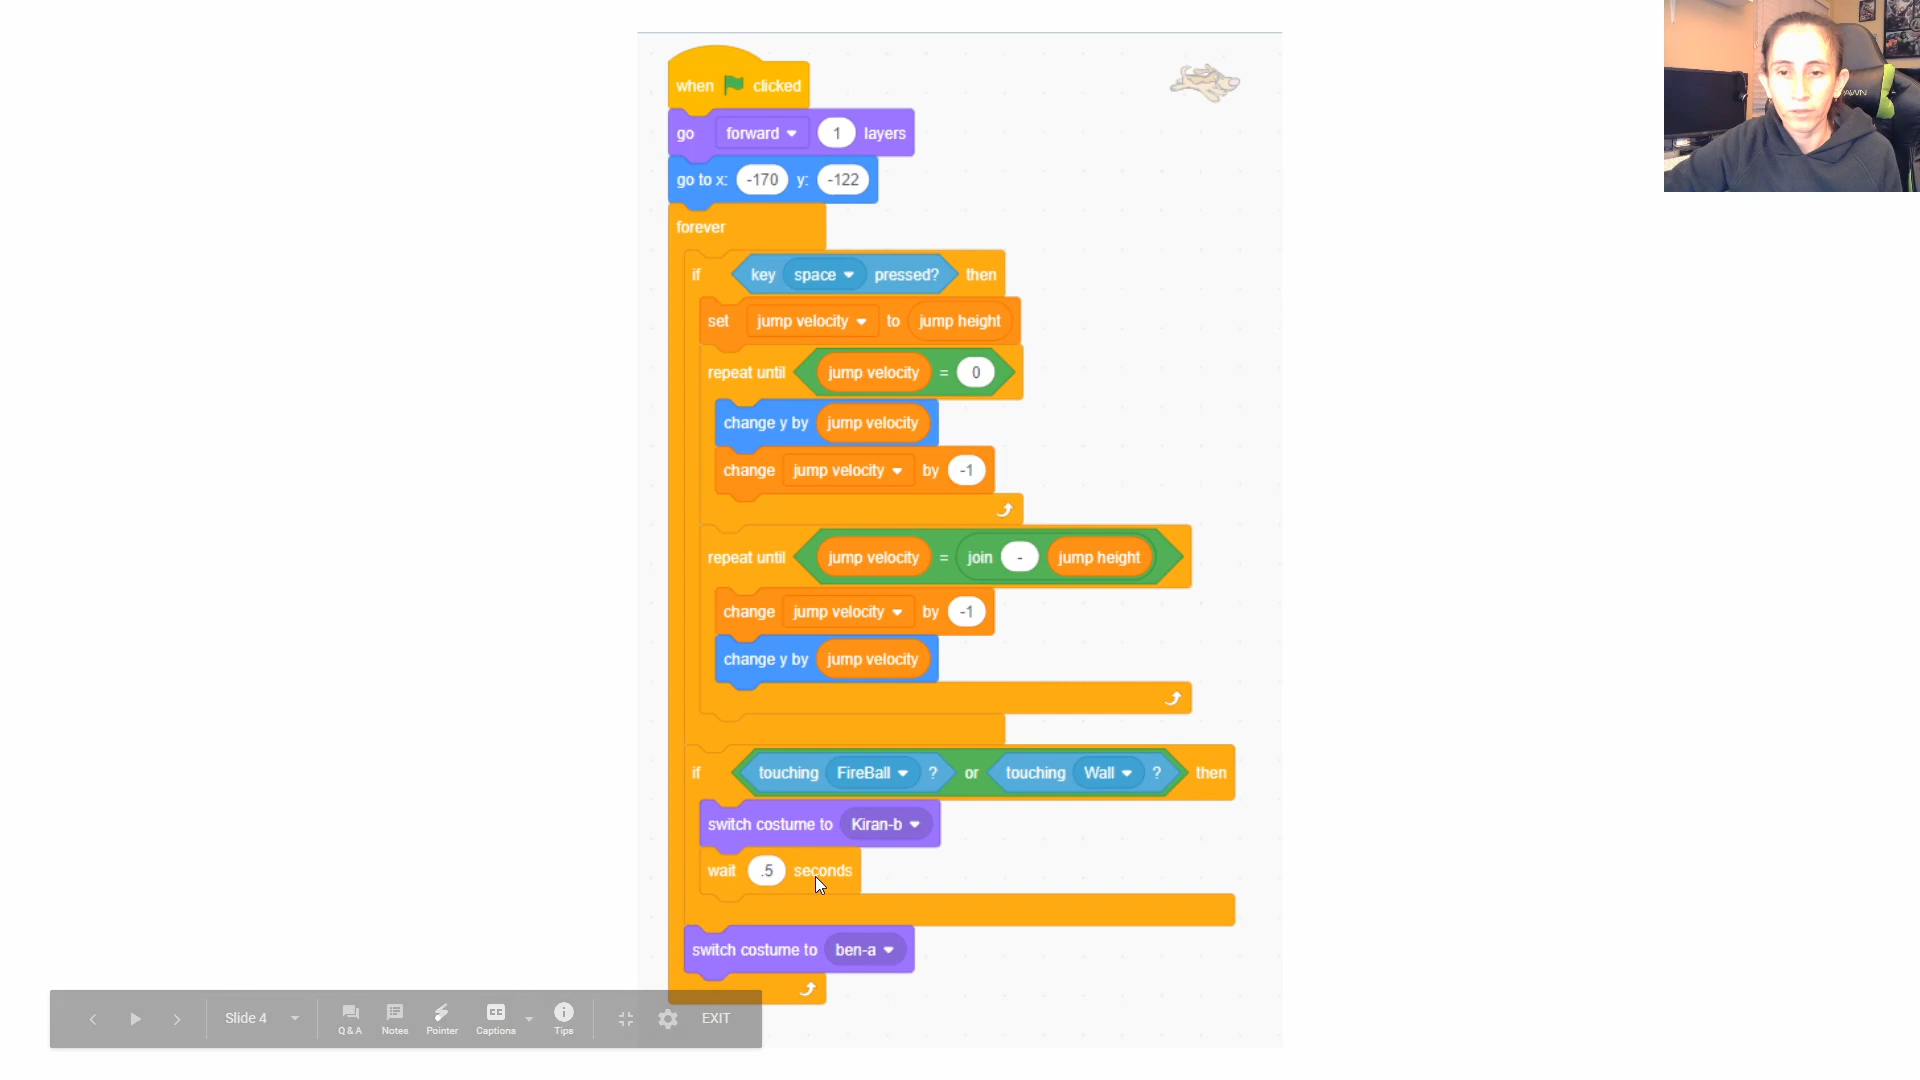 when clicked
go forward 1 layers
go to x: -170 y: -122
forever
if key space pressed? then
set jump velocity to jump height
repeat until jump velocity = 0
change y by jump velocity
change jump velocity by -1
repeat until jump velocity = join - jump height
change jump velocity by -1
change y by jump velocity
if touching FireBall ? or touching Wall ? then
switch costume to Kiran-b
wait .5 seconds
switch costume to ben-a
Slide 4
Q & A
Notes
Pointer
CC
Captions
Tips
EXIT